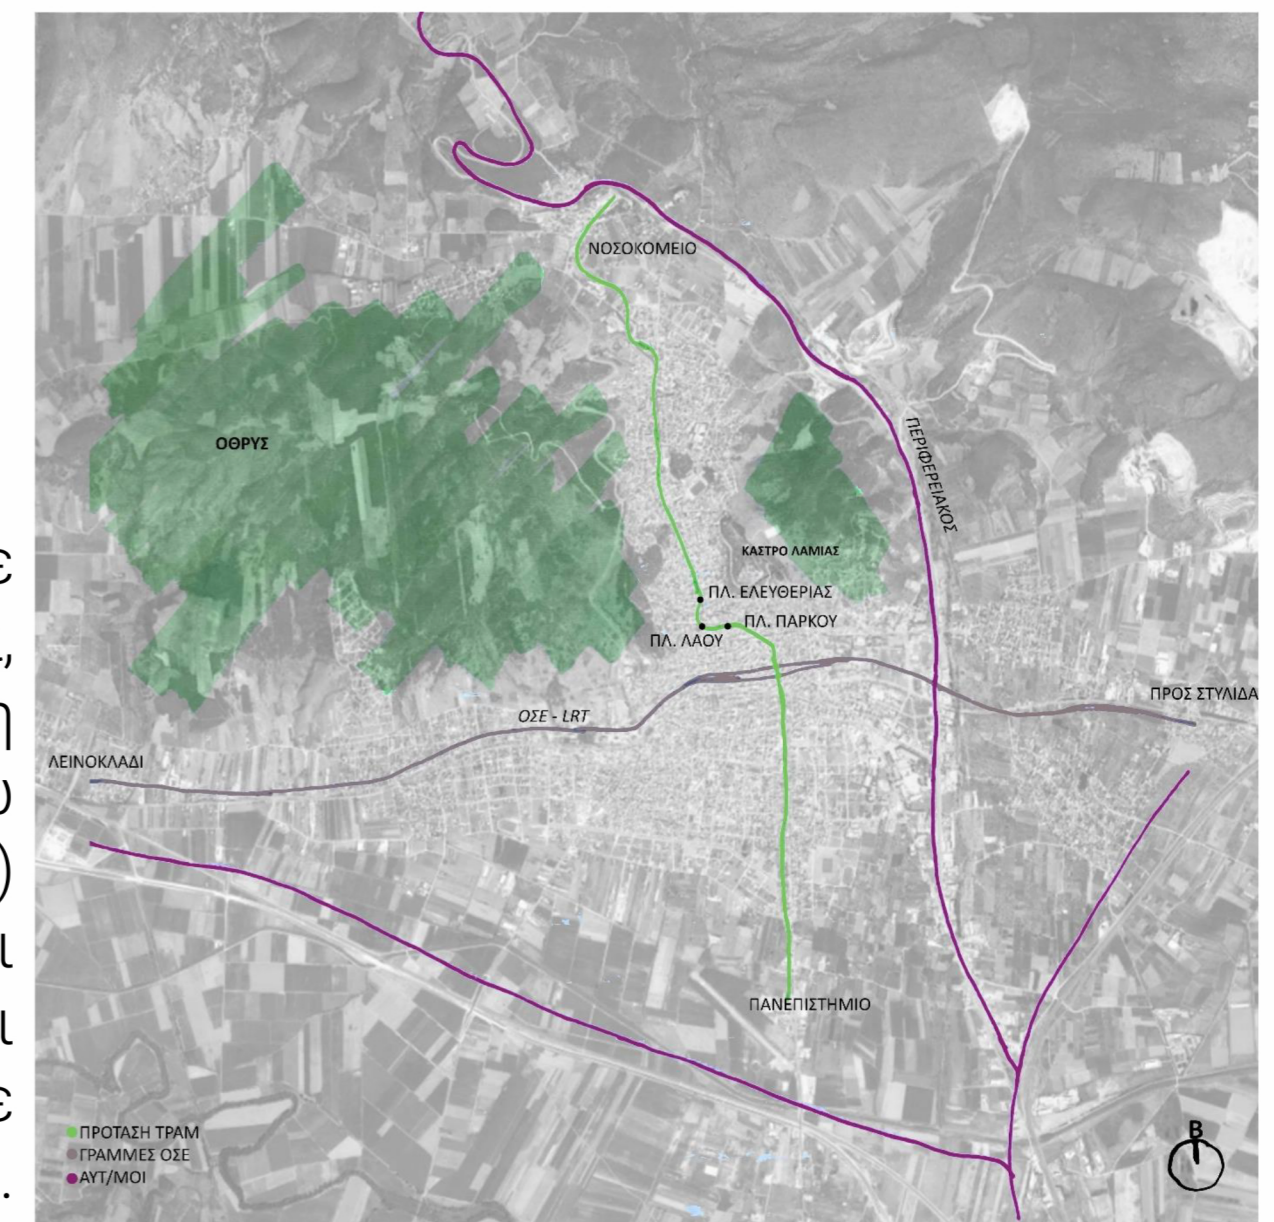 ΝΟΣΟΚΟΜΕΙΟ
ΟΘΡΥΣ
ΠΕΡΙΦΕΡΕΙΑΚΟΣ
ΚΑΣΤΡΟ ΛΑΜΙΑΣ
ε
ΠΛ. ΕΛΕΥΘΕΡΙΑΣ
ΠΛ. ΠΑΡΚΟΥ
ΠΛ. ΛΑΟΥ
ΠΡΟΣ ΣΤΥΛΙΔΑ
η
ΟΣΕ - LRT
ΛΕΙΝΟΚΛΑΔΙ
)
ι
ΠΑΝΕΠΙΣΤΗΜΙΟ
ι
ε
ΠΡΟΤΑΣΗ ΤΡΑΜ
ΓΡΑΜΜΕΣ ΟΣΕ
ΑΥΤ/ΜΟΙ
.
Β